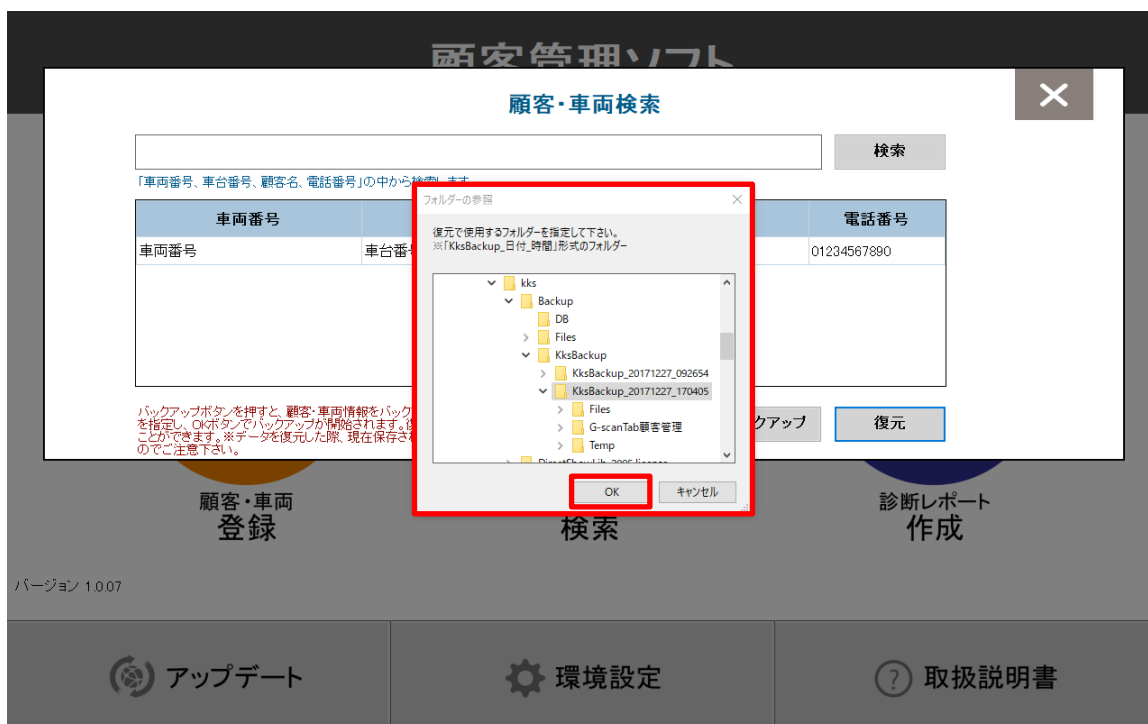 顧客管理ソフト
顧客・車両検索
検索
「車両番号、車台番号、顧客名、電話番号」の中から検索します
車両番号
電話番号
車両番号
車台番
01234567890
フォルダーの参照
復元で使用するフォルダーを指定して下さい。
※「KksBackup_日付_時間」形式のフォルダー
kks
Backup
DB
Files
KksBackup
KksBackup_20171227_092654
KksBackup_20171227_170405
Files
G-scanTab顧客管理
Temp
DirectShowLib-2005 licence
OK
キャンセル
バックアップボタンを押すと、顧客・車両情報をバック
を指定し、OKボタンでバックアップが開始されます。
ことができます。※データを復元した際、現在保存さ
のでご注意下さい。
クアップ
復元
顧客・車両
登録
検索
診断レポート
作成
バージョン 1.0.07
アップデート
環境設定
取扱説明書